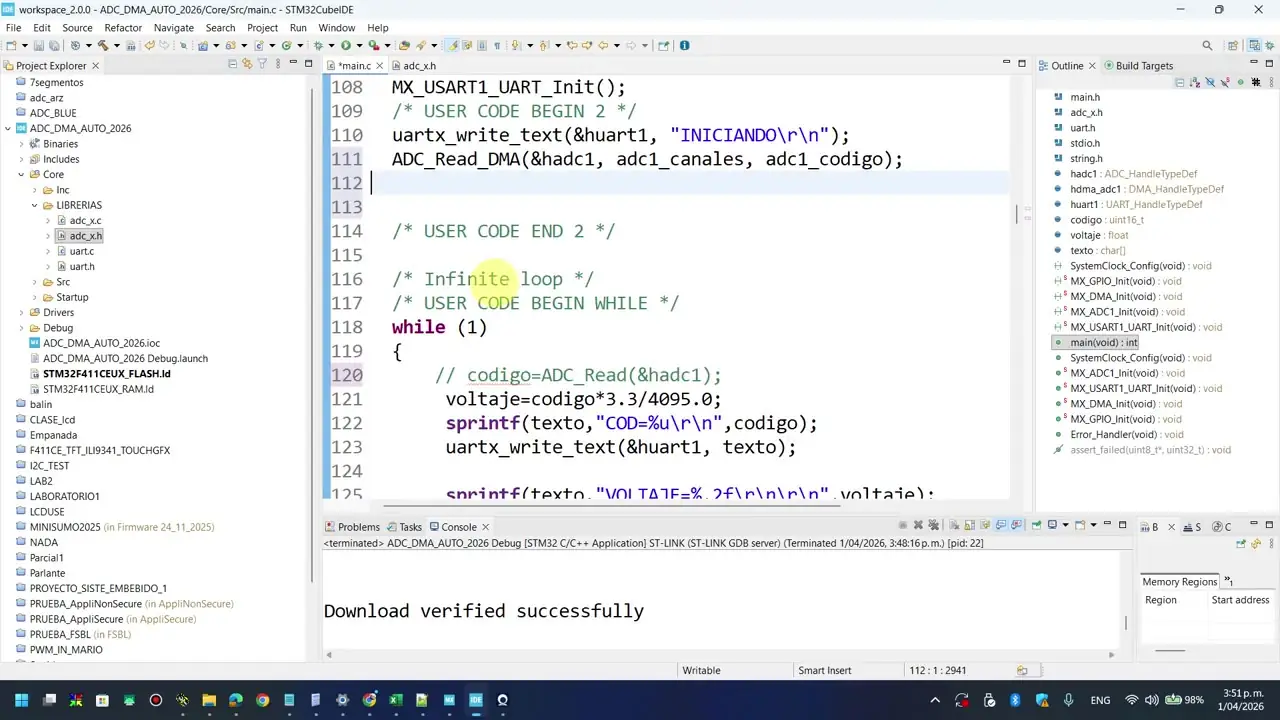 workspace_2.0.0 - ADC_DMA_AUTO_2026/Core/Src/main.c - STM32CubeIDE
File Edit Source Refactor Navigate Search Project Run Window Help
Project Explorer
7segmentos
adc_arz
ADC_BLUE
ADC_DMA_AUTO_2026
Binaries
Includes
Core
Inc
LIBRERIAS
adc_x.c
adc_x.h
uart.c
uart.h
Src
Startup
Drivers
Debug
ADC_DMA_AUTO_2026.ioc
ADC_DMA_AUTO_2026 Debug.launch
STM32F411CEUX_FLASH.ld
STM32F411CEUX_RAM.ld
balin
CLASE_lcd
Empanada
F411CE_TFT_ILI9341_TOUCHGFX
I2C_TEST
LAB2
LABORATORIO1
LCDUSE
MINISUMO2025 (in Firmware 24_11_2025)
NADA
Parcial1
Parlante
PROYECTO_SISTE_EMBEBIDO_1
PRUEBA_AppliNonSecure (in AppliNonSecure)
PRUEBA_AppliSecure (in AppliSecure)
PRUEBA_FSBL (in FSBL)
PWM_IN_MARIO
*main.c adc_x.h
108 MX_USART1_UART_Init();
109 /* USER CODE BEGIN 2 */
110 uartx_write_text(&huart1, "INICIANDO\r\n");
111 ADC_Read_DMA(&hadc1, adc1_canales, adc1_codigo);
112
113
114 /* USER CODE END 2 */
115
116 /* Infinite loop */
117 /* USER CODE BEGIN WHILE */
118 while (1)
119 {
120 // codigo=ADC_Read(&hadc1);
121 voltaje=codigo*3.3/4095.0;
122 sprintf(texto,"COD=%u\r\n",codigo);
123 uartx_write_text(&huart1, texto);
124
125 sprintf(texto,"VOLTAJE=%.2f\r\n\r\n",voltaje);
Outline Build Targets
main.h
adc_x.h
uart.h
stdio.h
string.h
hadc1 : ADC_HandleTypeDef
hdma_adc1 : DMA_HandleTypeDef
huart1 : UART_HandleTypeDef
codigo : uint16_t
voltaje : float
texto : char[]
SystemClock_Config(void) : void
MX_GPIO_Init(void) : void
MX_DMA_Init(void) : void
MX_ADC1_Init(void) : void
MX_USART1_UART_Init(void) : void
main(void) : int
SystemClock_Config(void) : void
MX_ADC1_Init(void) : void
MX_USART1_UART_Init(void) : void
MX_DMA_Init(void) : void
MX_GPIO_Init(void) : void
Error_Handler(void) : void
assert_failed(uint8_t*, uint32_t) : void
Problems Tasks Console
<terminated> ADC_DMA_AUTO_2026 Debug [STM32 C/C++ Application] ST-LINK (ST-LINK GDB server) (Terminated 1/04/2026, 3:48:16 p. m.) [pid: 22]
Download verified successfully
B S C
Memory Regions
Region Start address
Writable Smart Insert 112 : 1 : 2941
ENG 98% 3:51 p. m.
1/04/2026